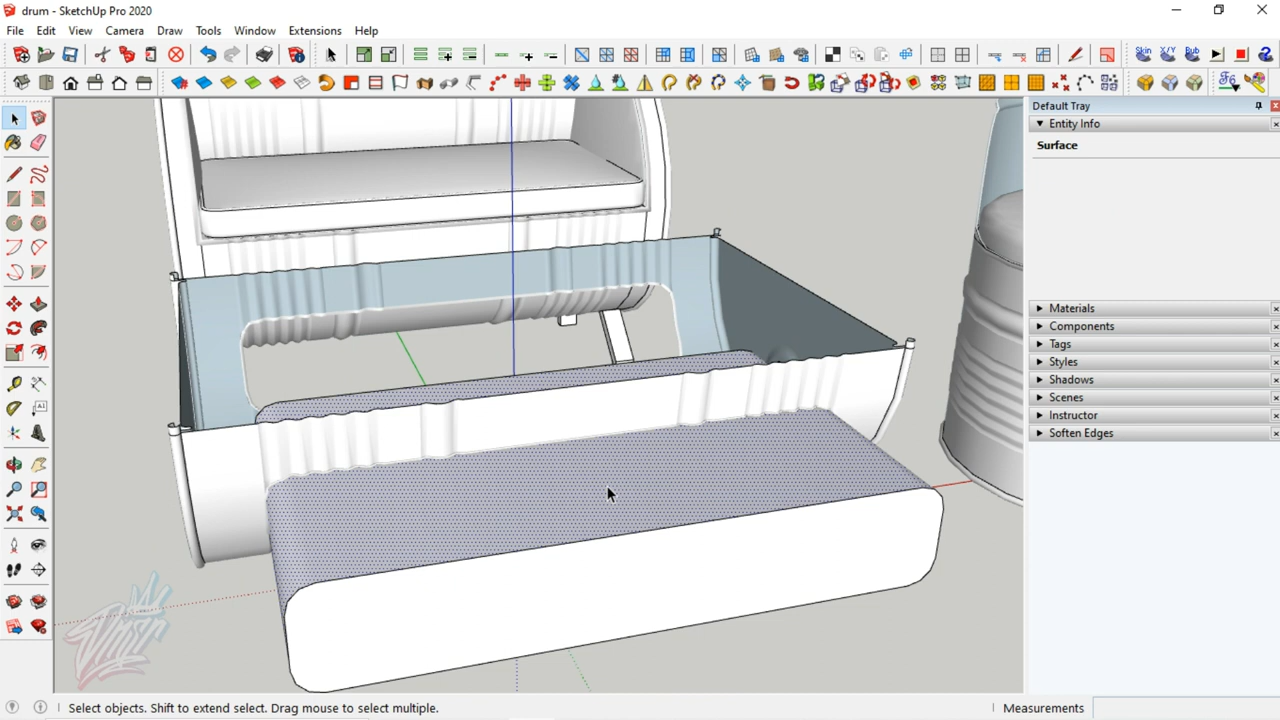 drum - SketchUp Pro 2020
File Edit View Camera Draw Tools Window Extensions Help
Skin X/Y Bub
Default Tray
Entity Info
Surface
Materials
Components
Tags
Styles
Shadows
Scenes
Instructor
Soften Edges
Select objects. Shift to extend select. Drag mouse to select multiple.
Measurements